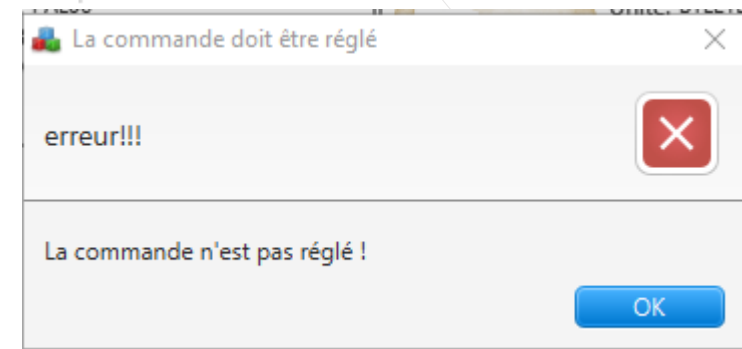 La commande doit être réglé
erreur!!!
La commande n'est pas réglé !
OK